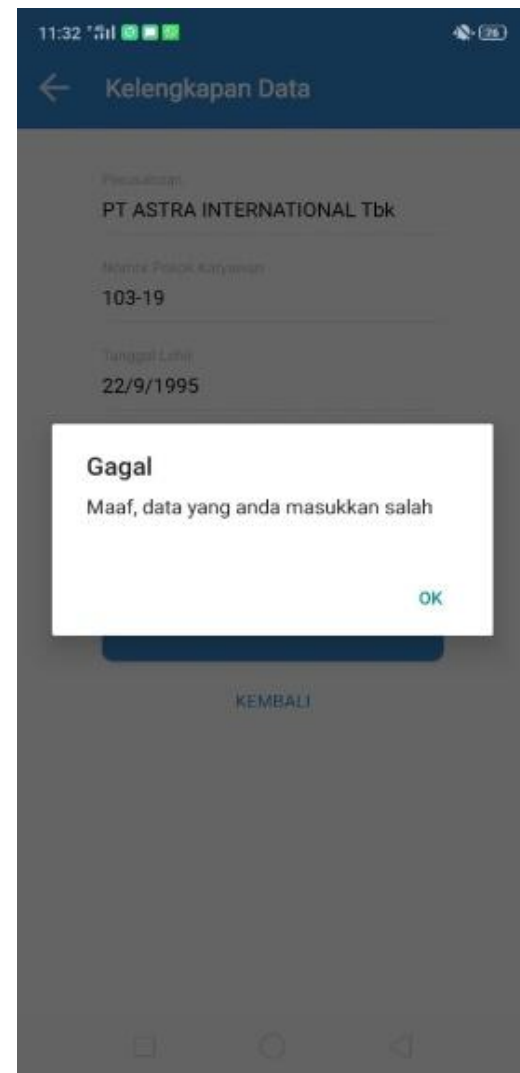 11:32
26
Kelengkapan Data
Perusahaan
PT ASTRA INTERNATIONAL Tbk
Nomor Pokok Karyawan
103-19
Tanggal Lahir
22/9/1995
Gagal
Maaf, data yang anda masukkan salah
OK
KEMBALI